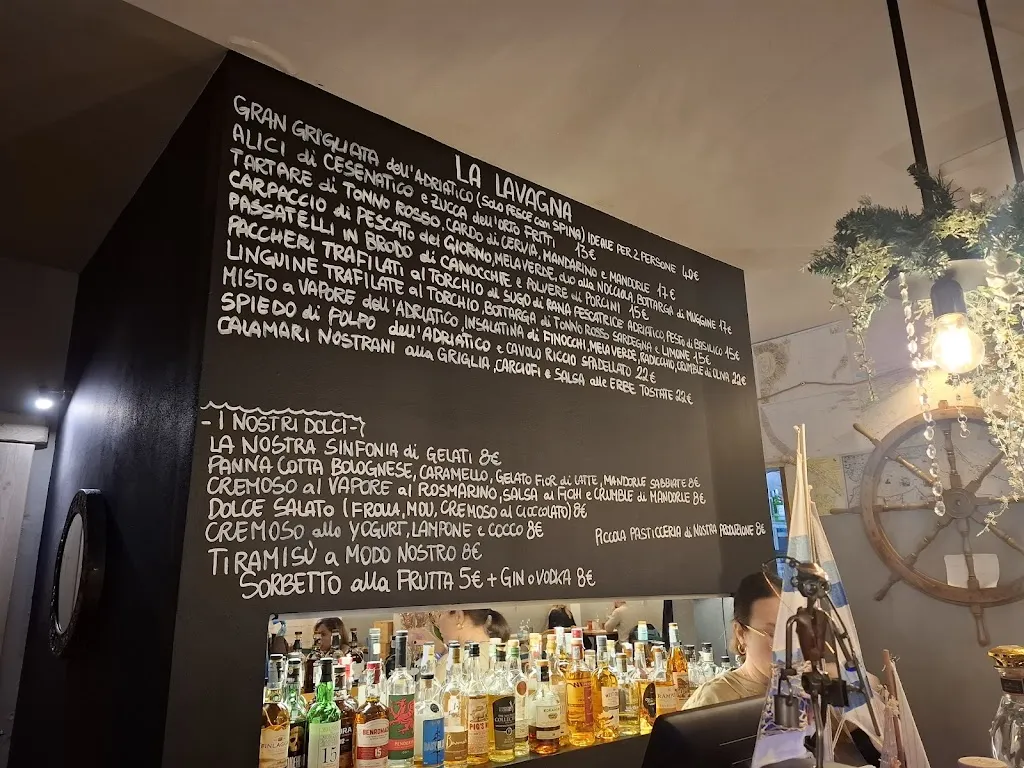 LA LAVAGNA
GRAN GRIGLIATA dell'ADRIATICO (SOLO PESCE CON SPINA) IDEALE PER 2 PERSONE 40€
ALICI di CESENATICO e ZUCCA dell'ORTO FRITTI 13€
TARTARE di TONNO ROSSO, CARDO di CERVIA, MANDARINO e MANDORLE 17€
CARPACCIO di PESCATO del GIORNO, MELA VERDE, OLIO alla NOCCIOLA, BOTTARGA di MUGGINE 17€
PASSATELLI IN BRODO di CANOCCHIE e POLVERE di PORCINI 15€
PACCHERI TRAFILATI al TORCHIO al SUGO di RANA PESCATRICE ADRIATICO, PESTO di BASILICO 15€
LINGUINE TRAFILATE al TORCHIO, BOTTARGA di TONNO ROSSO SARDEGNA e LIMONE 15€
MISTO a VAPORE dell'ADRIATICO, INSALATINA di FINOCCHI, MELA VERDE, RADICCHIO, CRUMBLE di OLIVA 22€
SPIEDO di POLPO dell'ADRIATICO e CAVOLO RICCIO SPADELLATO 22€
CALAMARI NOSTRANI alla GRIGLIA, CARCIOFI e SALSA alle ERBE TOSTATE 22€
- I NOSTRI DOLCI -
LA NOSTRA SINFONIA di GELATI 8€
PANNA COTTA BOLOGNESE, CARAMELLO, GELATO FIOR di LATTE, MANDORLE SABBIATE 8€
CREMOSO al VAPORE al ROSMARINO, SALSA ai FICHI e CRUMBLE di MANDORLE 8€
DOLCE SALATO (FROLLA, MOU, CREMOSO al CIOCCOLATO) 8€
CREMOSO allo YOGURT, LAMPONE e COCCO 8€
PICCOLA PASTICCERIA di NOSTRA PRODUZIONE 8€
TIRAMISÙ a MODO NOSTRO 8€
SORBETTO alla FRUTTA 5€ + GIN o VODKA 8€
15
BENROMACH
15